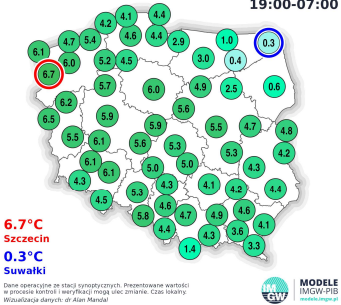 19:00-07:00
4.2 4.1 4.4
6.1 4.7 5.4 4.6 4.4 2.9 1.0 0.3
6.7 6.0 5.2 4.5 3.0 0.4
6.2 5.7 6.0 4.9 2.5 0.6
6.5 5.9 5.9 5.6 5.5 4.7 4.8
5.5 6.1 5.6 5.3 5.3 4.2
6.1 6.1 5.0 5.0 4.3
4.3 5.3 4.3 4.1 4.2 4.4
4.5 5.8 4.6 4.7 4.9 4.6
4.4 4.3 3.6 4.1
1.4 3.3
6.7°C
Szczecin
0.3°C
Suwałki
Dane operacyjne ze stacji synoptycznych. Prezentowane wartości
w procesie kontroli i weryfikacji mogą ulec zmianie. Czas lokalny.
Wizualizacja danych: dr Alan Mandal
IM
GW
MODELE
IMGW-PIB
modele.imgw.pl